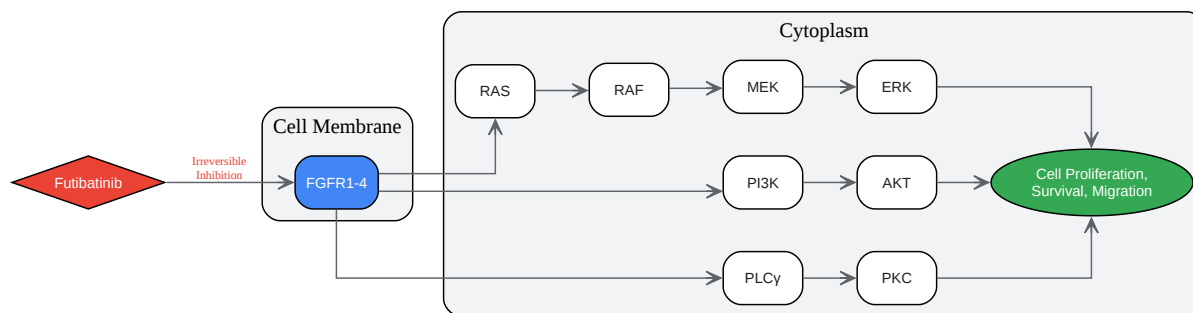 Cytoplasm
RAS
RAF
MEK
ERK
Cell Membrane
Futibatinib
Irreversible
Inhibition
FGFR1-4
PI3K
AKT
Cell Proliferation,
Survival, Migration
PLCγ
PKC